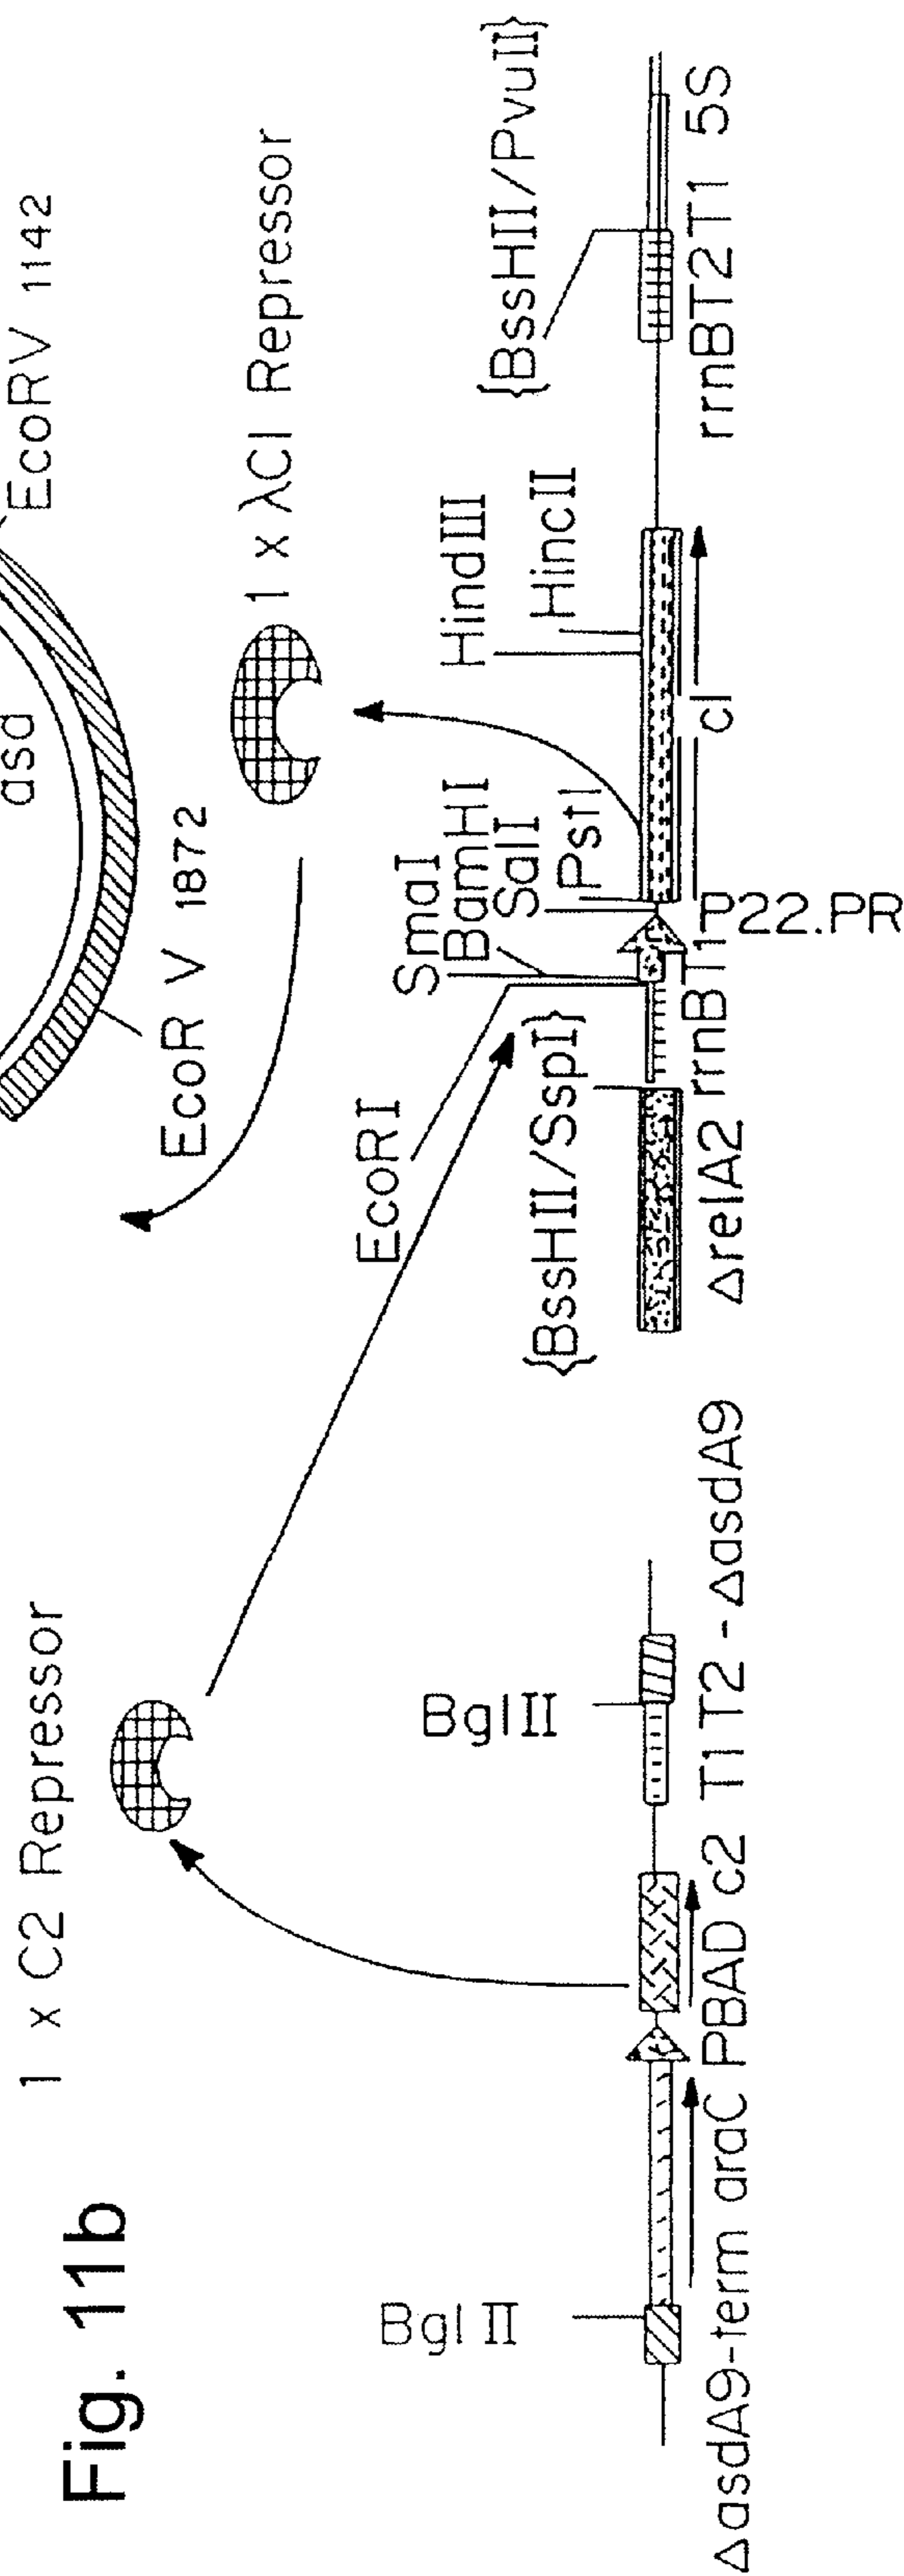 Fig. 11b
asd
EcoRV 1142
EcoR V 1872
1 x C2 Repressor
1 x λCI Repressor
Bgl II
BglII
EcoRI
SmaI
BamHI
SalI
PstI
HindIII
HincII
{BssHII/SspI}
{BssHII/PvuII}
ΔasdA9-term araC PBAD c2 T1 T2 - ΔasdA9
ΔrelA2 rrnBT1 P22.PR cI rrnBT2T1 5S